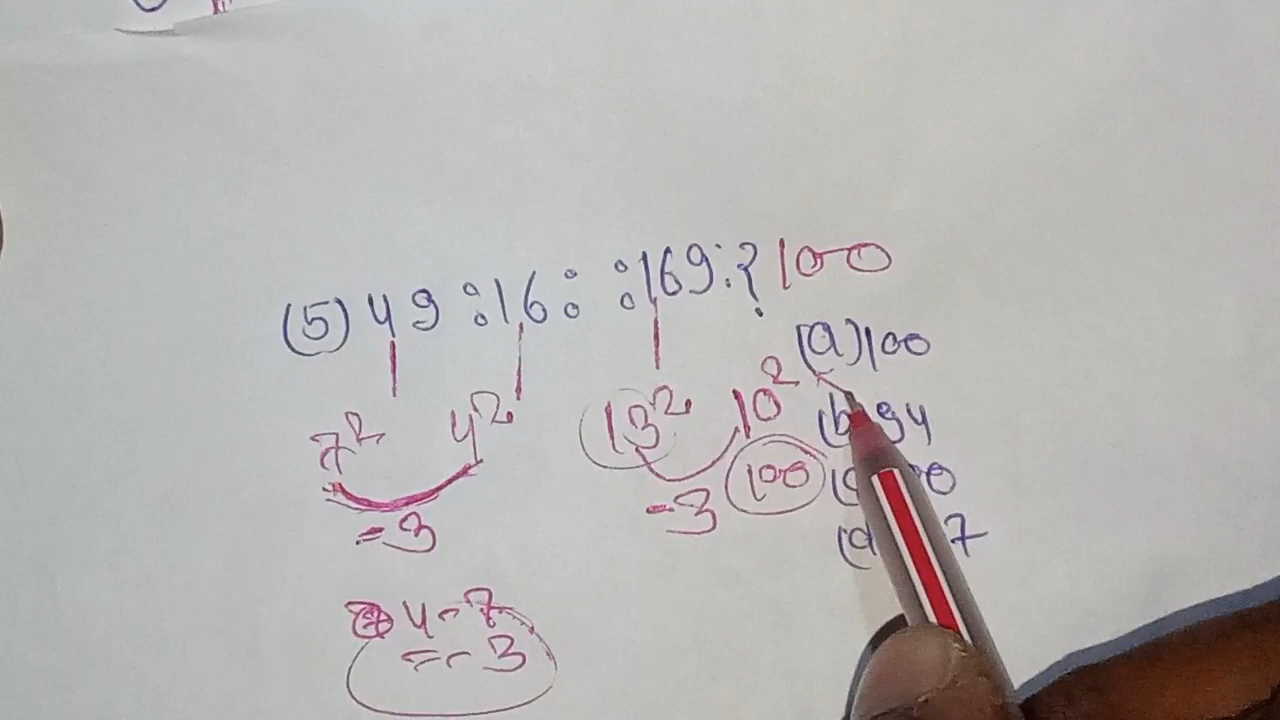 (5) 49 : 16 : : 169 : ? 100
(a) 100
7² 4² 13² 10²
(b) 94
= 3 -3 100
4 - 7
= - 3